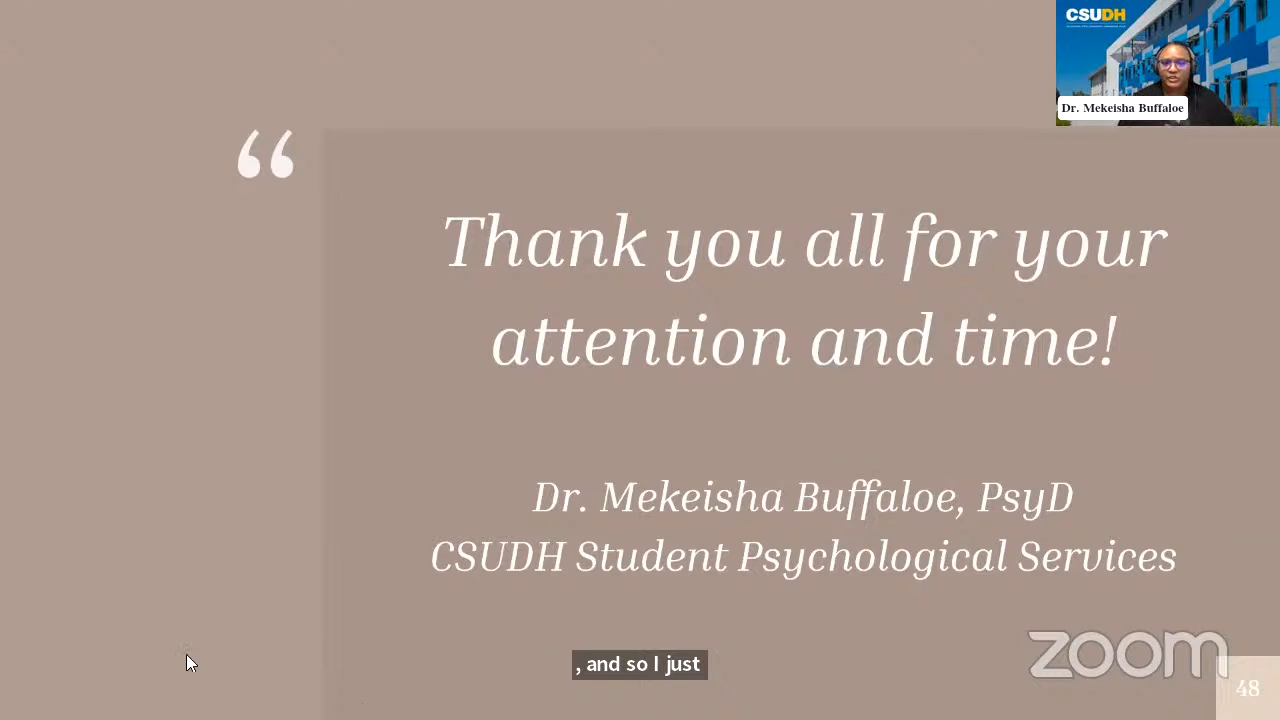 CSUDH
Dr. Mekeisha Buffaloe
“
Thank you all for your
attention and time!
Dr. Mekeisha Buffaloe, PsyD
CSUDH Student Psychological Services
, and so I just
zoom
48